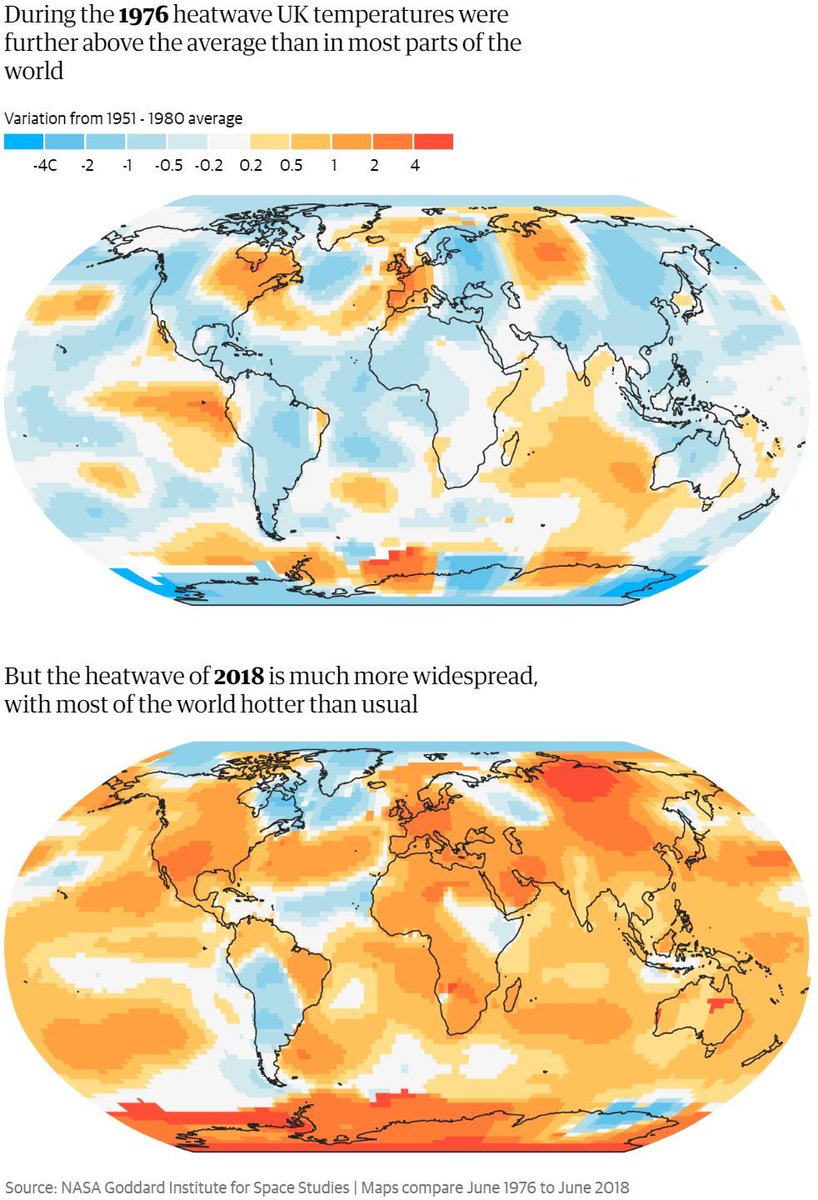 During the 1976 heatwave UK temperatures were
further above the average than in most parts of the
world
Variation from 1951 - 1980 average
-4C -2 -1 -0.5 -0.2 0.2 0.5 1 2 4
But the heatwave of 2018 is much more widespread,
with most of the world hotter than usual
Source: NASA Goddard Institute for Space Studies | Maps compare June 1976 to June 2018